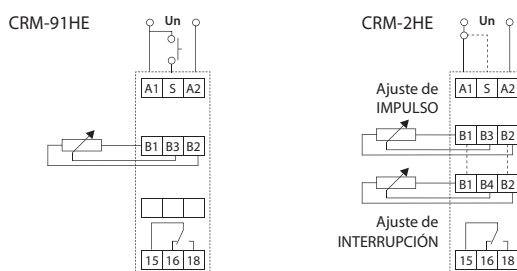 CRM-91HE
Un
A1 S A2
B1 B3 B2
15 16 18
CRM-2HE
Un
Ajuste de
IMPULSO
A1 S A2
B1 B3 B2
B1 B4 B2
Ajuste de
INTERRUPCIÓN
15 16 18